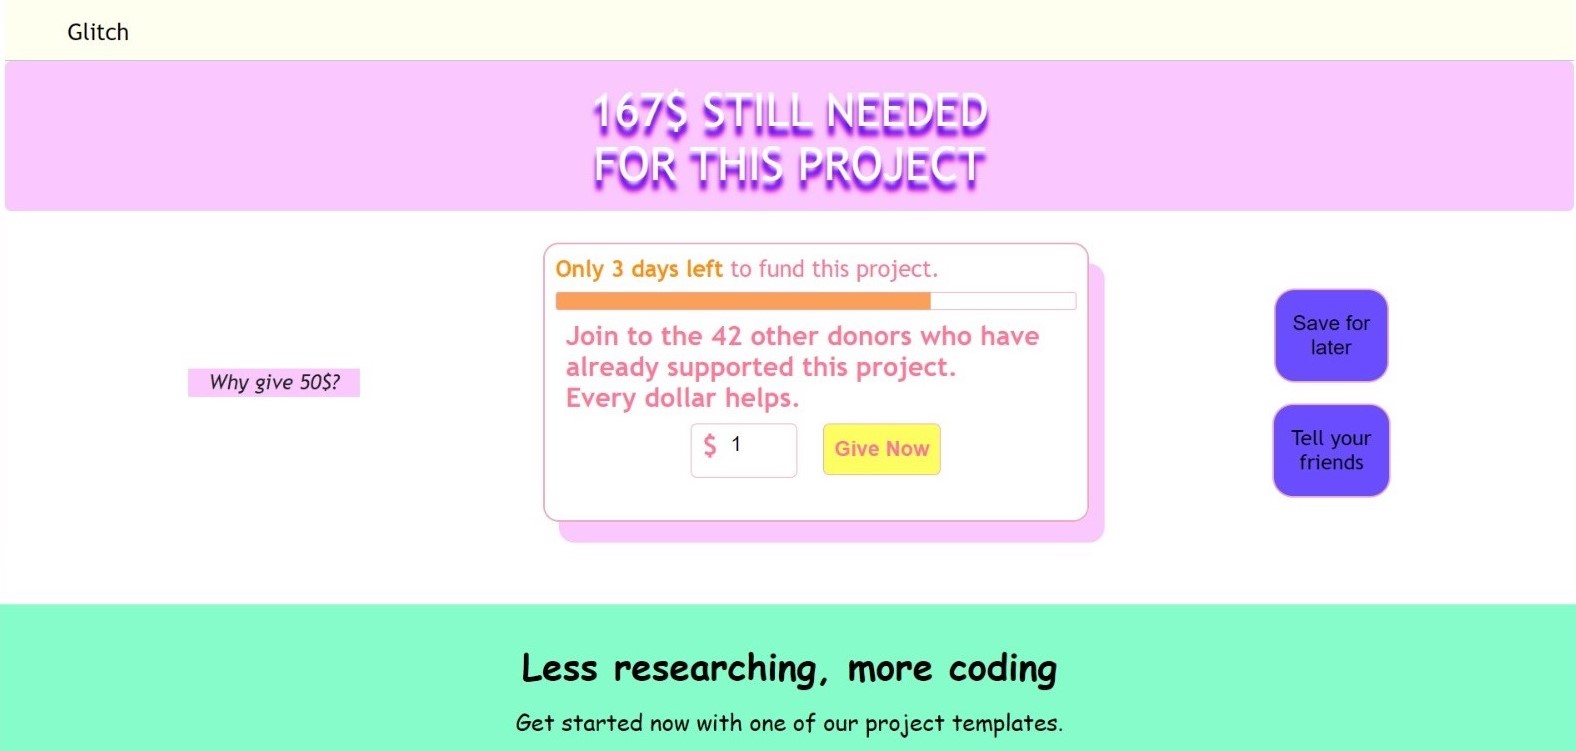 Glitch
167$ STILL NEEDED
FOR THIS PROJECT
Only 3 days left to fund this project.
Join to the 42 other donors who have
already supported this project.
Every dollar helps.
$ 1
Give Now
Why give 50$?
Save for
later
Tell your
friends
Less researching, more coding
Get started now with one of our project templates.